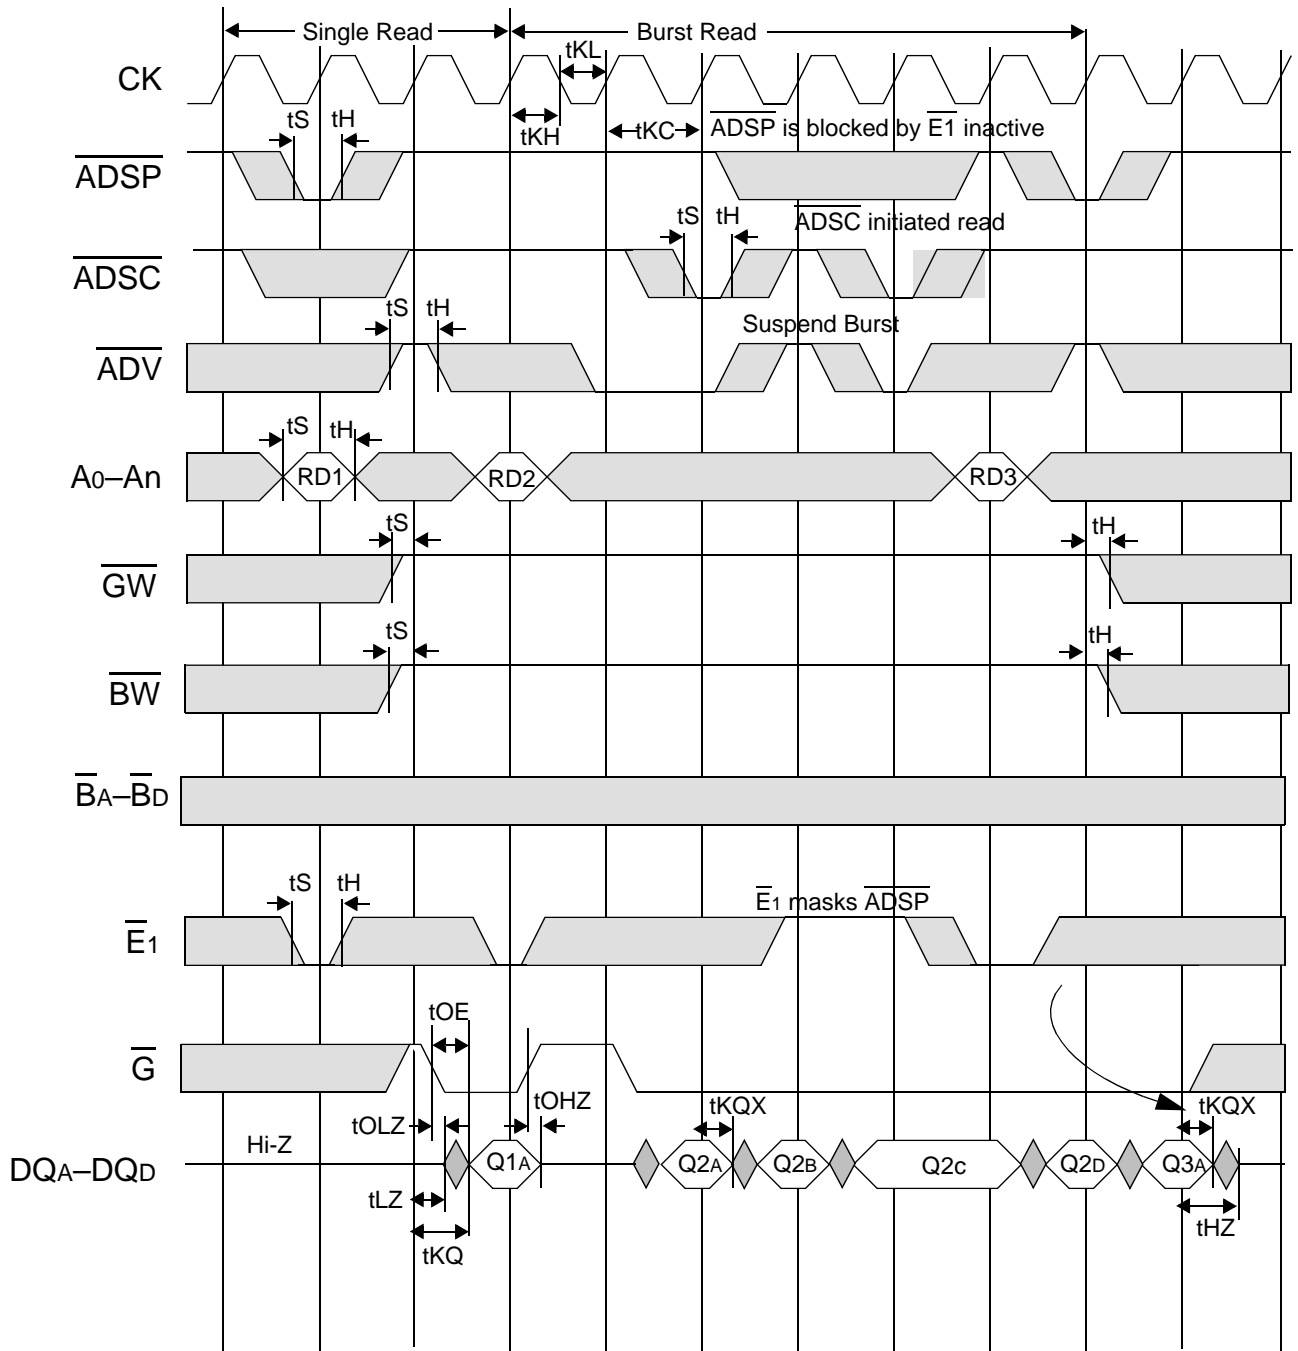 Single Read
Burst Read
CK
tKL
tS
tH
tKH
tKC
ADSP is blocked by E1 inactive
ADSP
tS
tH
ADSC initiated read
ADSC
tS
tH
Suspend Burst
ADV
tS
tH
A0–An
RD1
RD2
RD3
tS
tH
GW
tS
tH
BW
BA–BD
tS
tH
E1 masks ADSP
E1
tOE
G
tOLZ
tOHZ
tKQX
tKQX
Hi-Z
DQA–DQD
Q1A
Q2A
Q2B
Q2c
Q2D
Q3A
tLZ
tHZ
tKQ